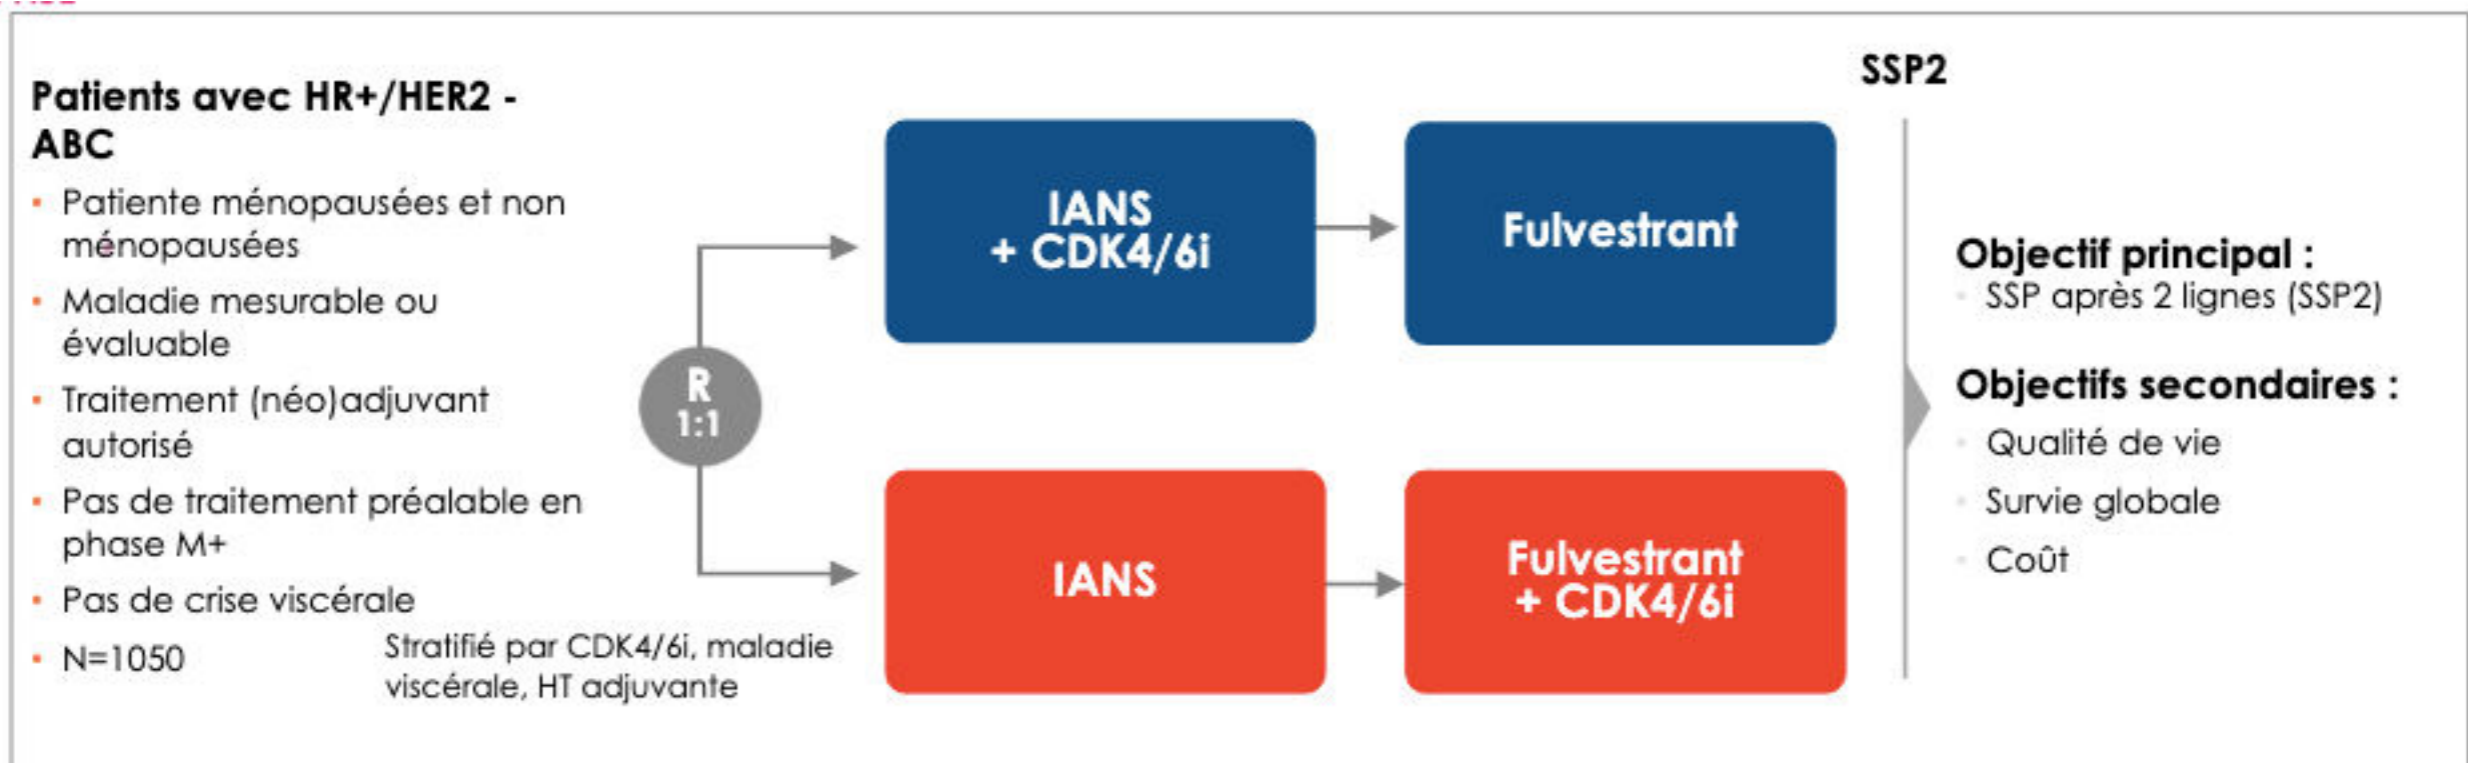 Patients avec HR+/HER2 -
ABC
Patiente ménopausées et non
ménopausées
Maladie mesurable ou
évaluable
Traitement (néo)adjuvant
autorisé
Pas de traitement préalable en
phase M+
Pas de crise viscérale
N=1050
Stratifié par CDK4/6i, maladie
viscérale, HT adjuvante
R
1:1
IANS
+ CDK4/6i
Fulvestrant
IANS
Fulvestrant
+ CDK4/6i
SSP2
Objectif principal :
SSP après 2 lignes (SSP2)
Objectifs secondaires :
Qualité de vie
Survie globale
Coût